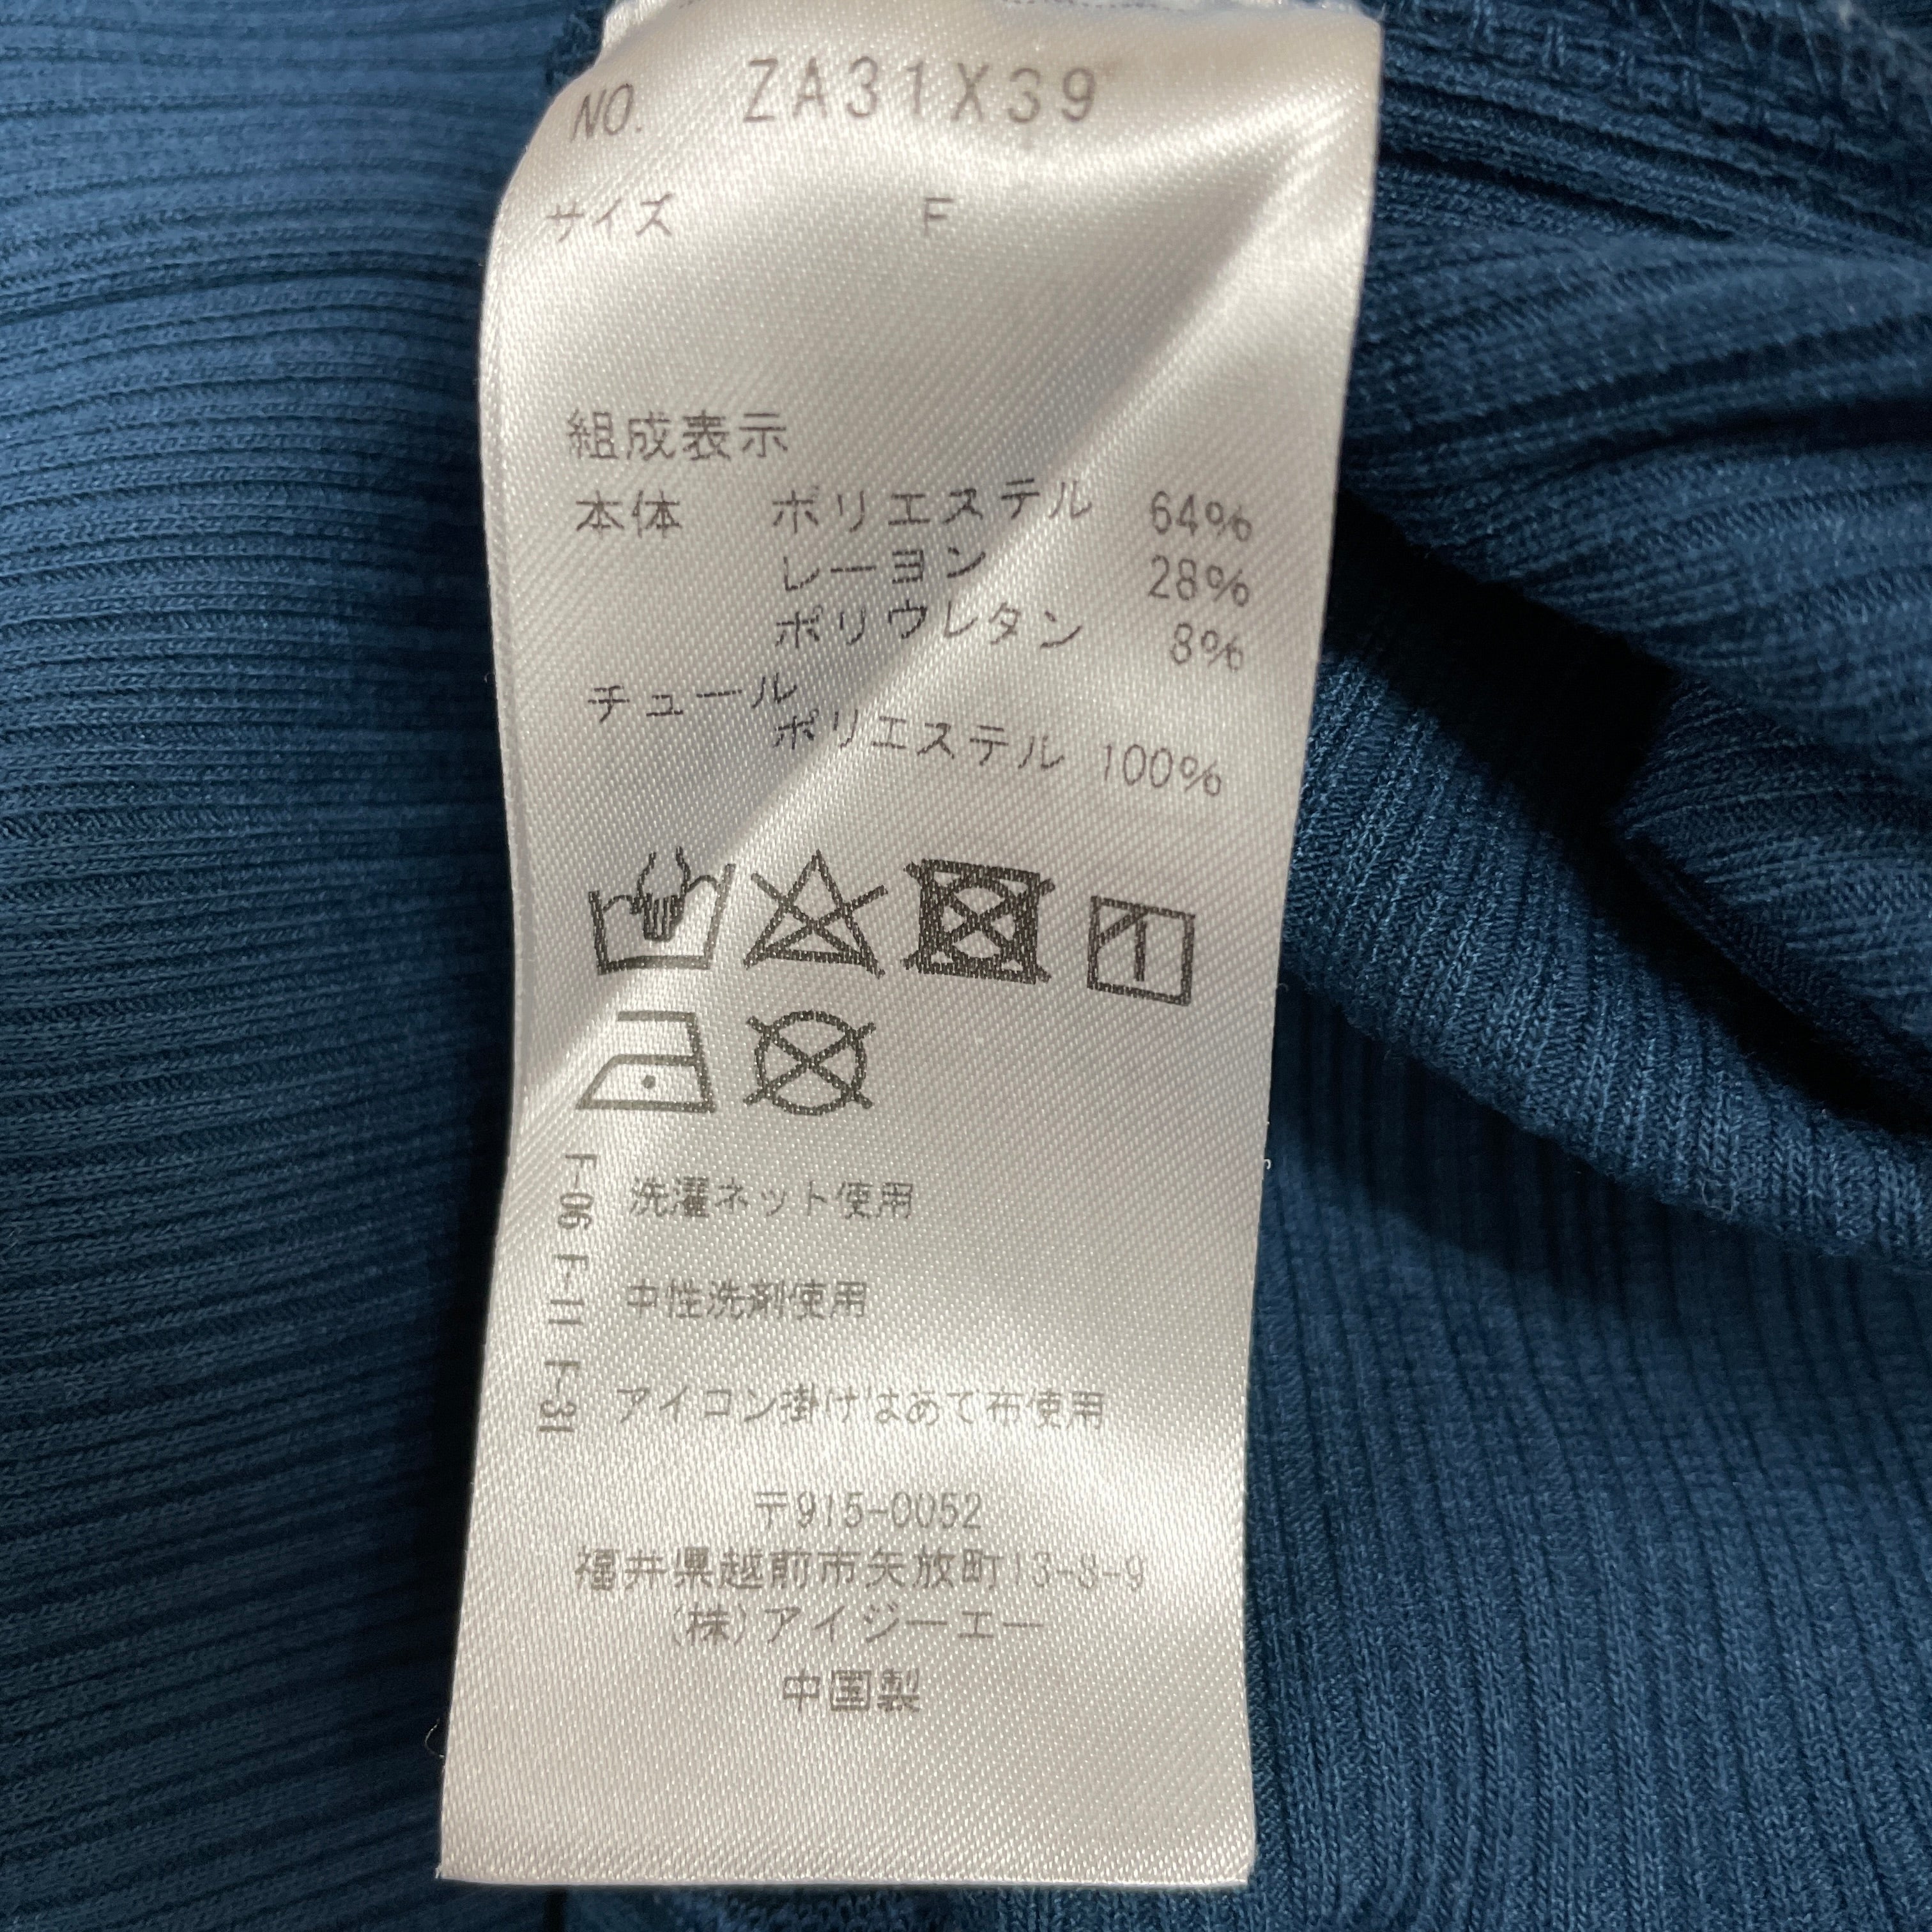 NO. ZA31X39
サイズ F
組成表示
本体 ポリエステル 64%
レーヨン 28%
ポリウレタン 8%
チュール
ポリエステル 100%
F-06 洗濯ネット使用
F-11 中性洗剤使用
F-31 アイコン掛けはあて布使用
〒915-0052
福井県越前市矢放町13-8-9
(株)アイジーエー
中国製